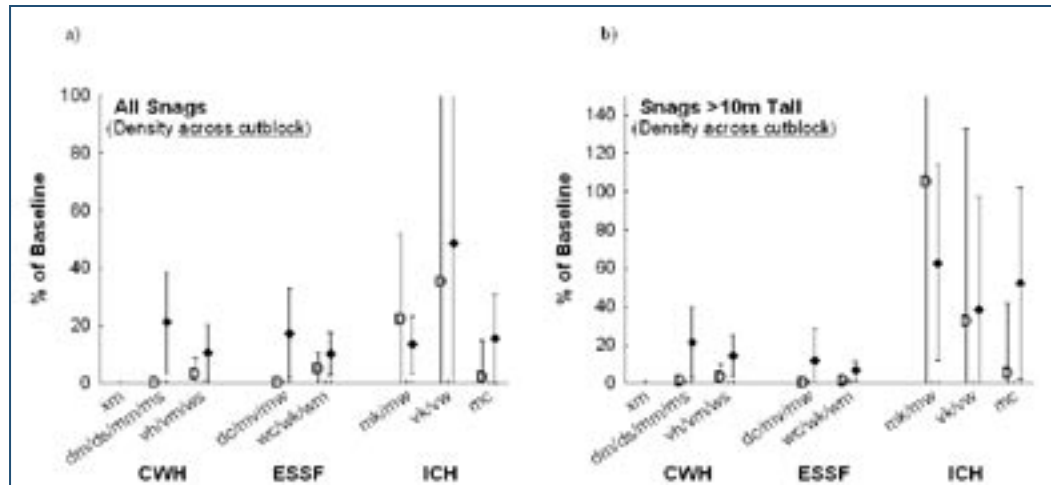 a)
All Snags
(Density across cutblock)
% of Baseline
100
80
60
40
20
0
xm
dm/ds/mm/ms
vh/vm/ws
dc/mv/mw
wc/wk/wm
mk/mw
vk/vw
mc
CWH
ESSF
ICH
b)
Snags >10m Tall
(Density across cutblock)
% of Baseline
140
120
100
80
60
40
20
0
xm
dm/ds/mm/ms
vh/vm/ws
dc/mv/mw
wc/wk/wm
mk/mw
vk/vw
mc
CWH
ESSF
ICH